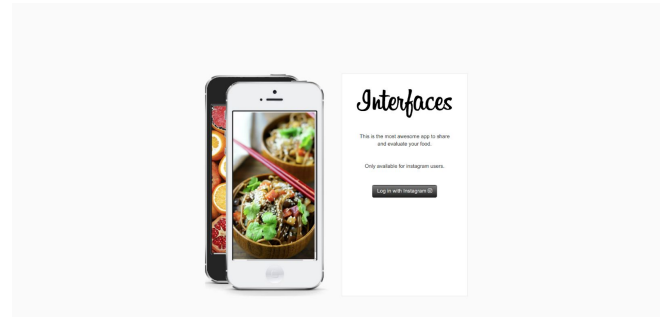 Interfaces
This is the most awesome app to share
and evaluate your food.
Only available for instagram users.
Log in with Instagram